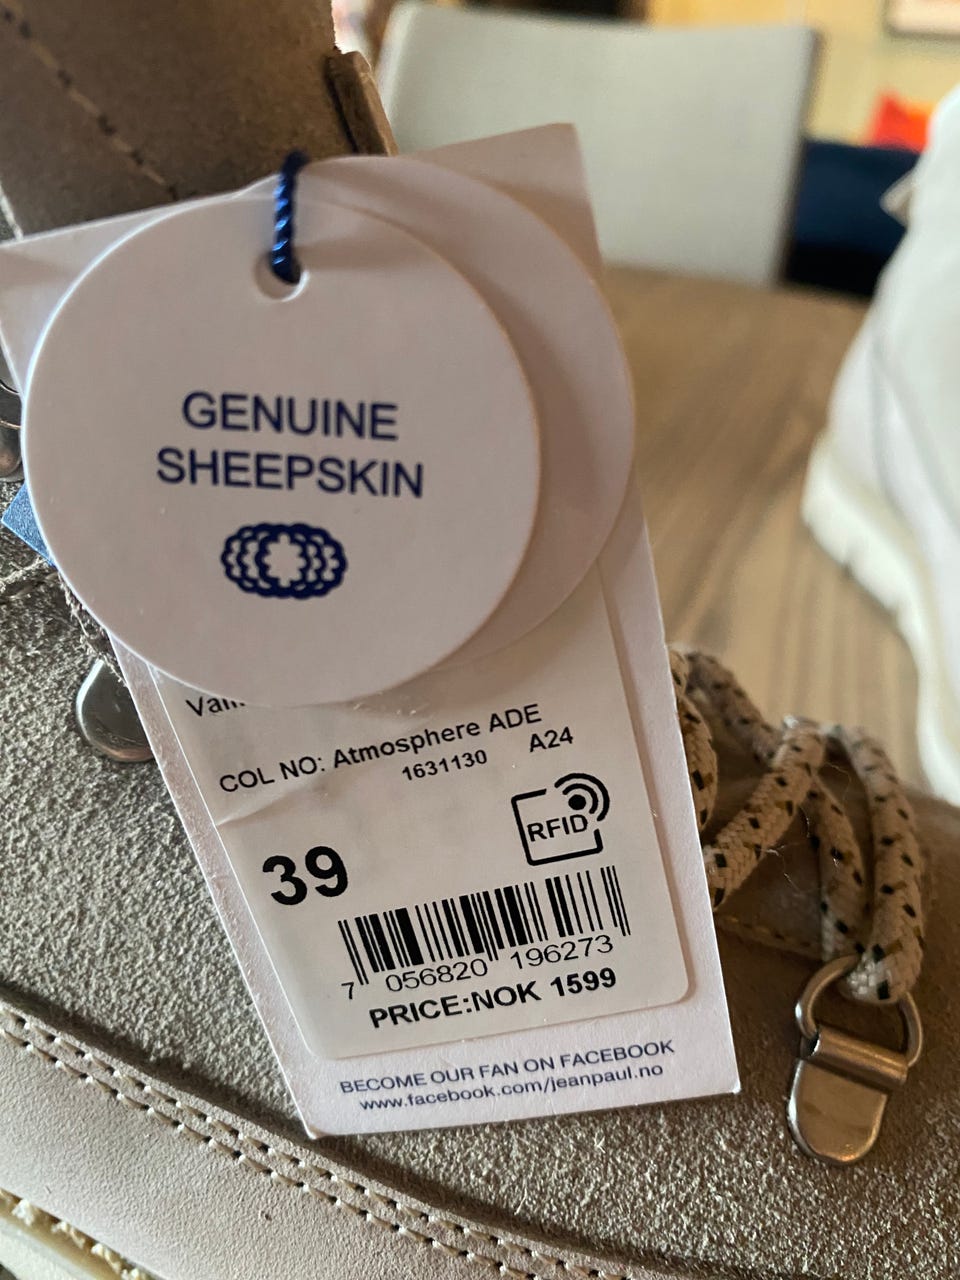 GENUINE
SHEEPSKIN
COL NO: Atmosphere ADE
1631130 A24
RFID
39
7 056820 196273
PRICE:NOK 1599
BECOME OUR FAN ON FACEBOOK
www.facebook.com/jeanpaul.no